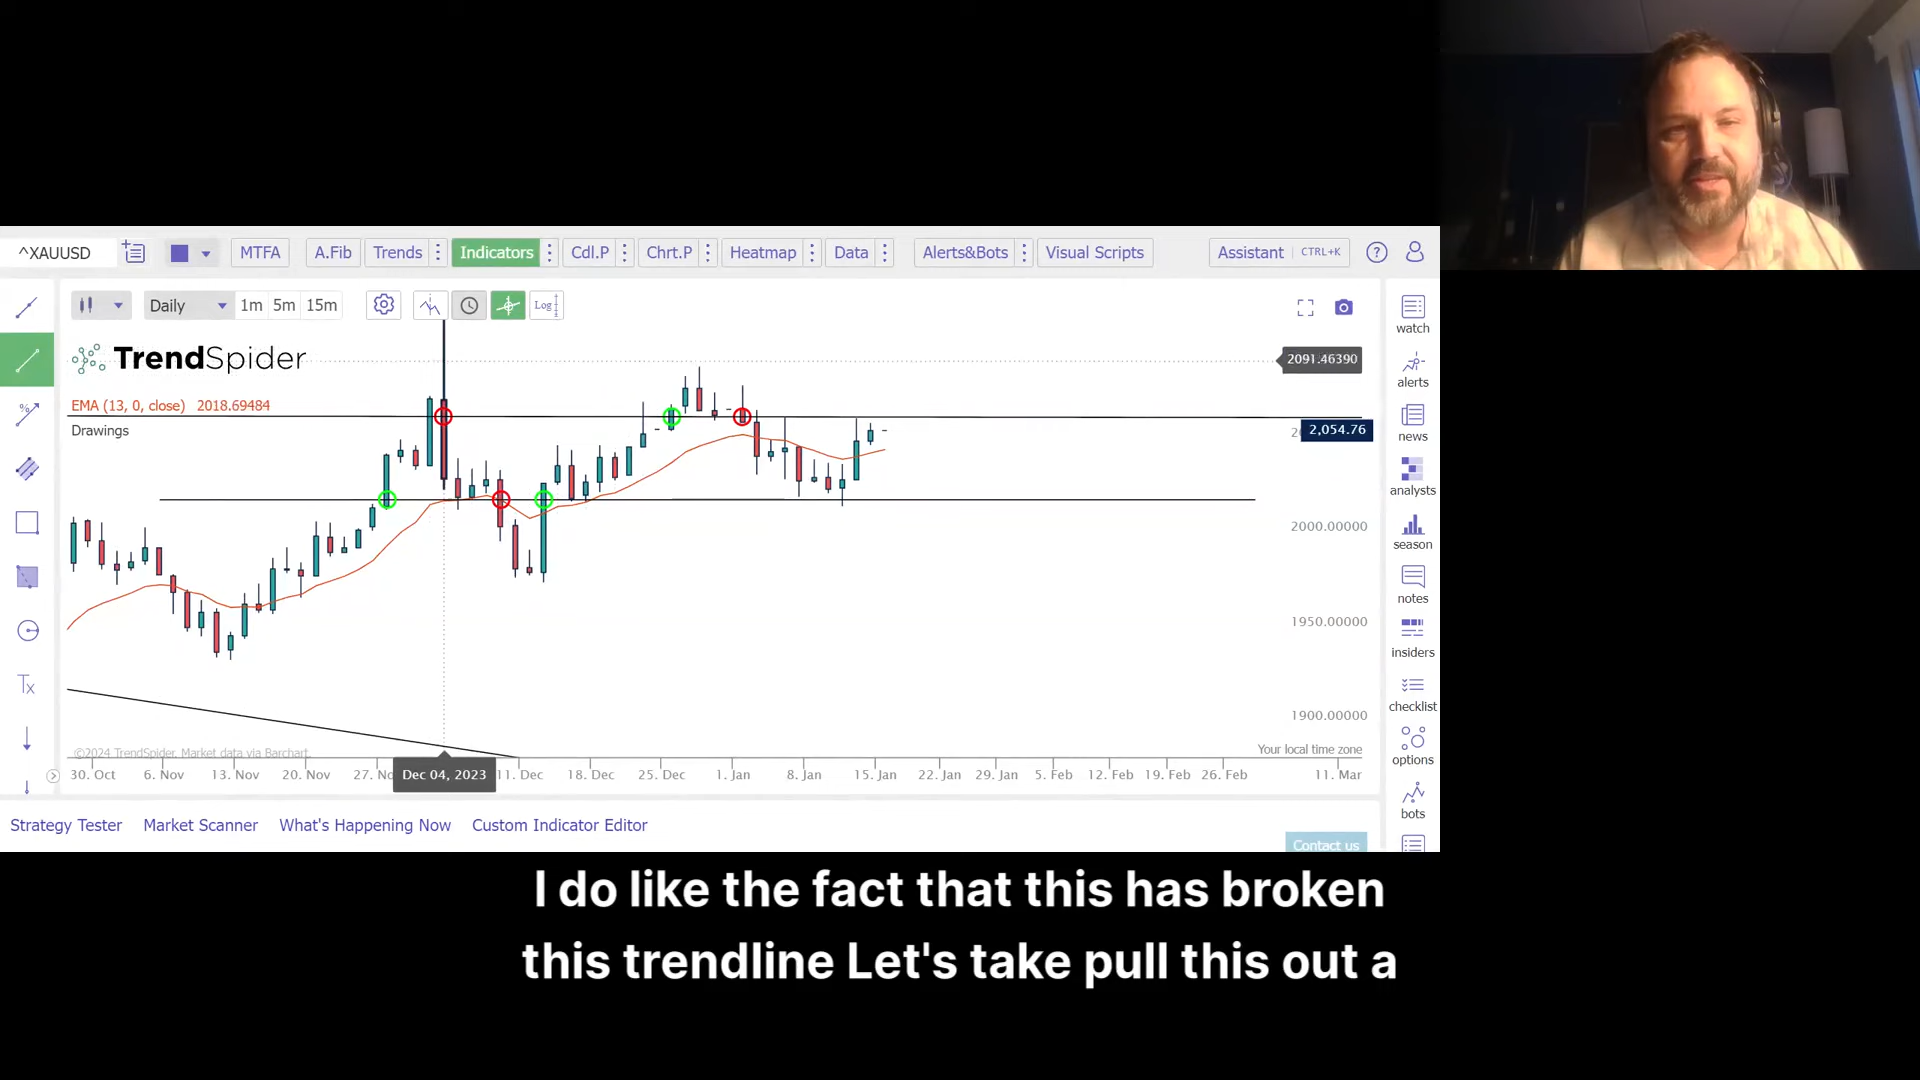 ^XAUUSD MTFA A.Fib Trends Indicators Cdl.P Chrt.P Heatmap Data Alerts&Bots Visual Scripts Assistant CTRL+K
Daily 1m 5m 15m Log
TrendSpider
2091.46390
EMA (13, 0, close) 2018.69484
Drawings
2,054.76
2000.00000
1950.00000
1900.00000
©2024 TrendSpider. Market data via Barchart.
Your local time zone
30. Oct 6. Nov 13. Nov 20. Nov 27. No Dec 04, 2023 11. Dec 18. Dec 25. Dec 1. Jan 8. Jan 15. Jan 22. Jan 29. Jan 5. Feb 12. Feb 19. Feb 26. Feb 11. Mar
Tx
watch
alerts
news
analysts
season
notes
insiders
checklist
options
bots
Strategy Tester Market Scanner What's Happening Now Custom Indicator Editor
Contact us
I do like the fact that this has broken
this trendline Let's take pull this out a